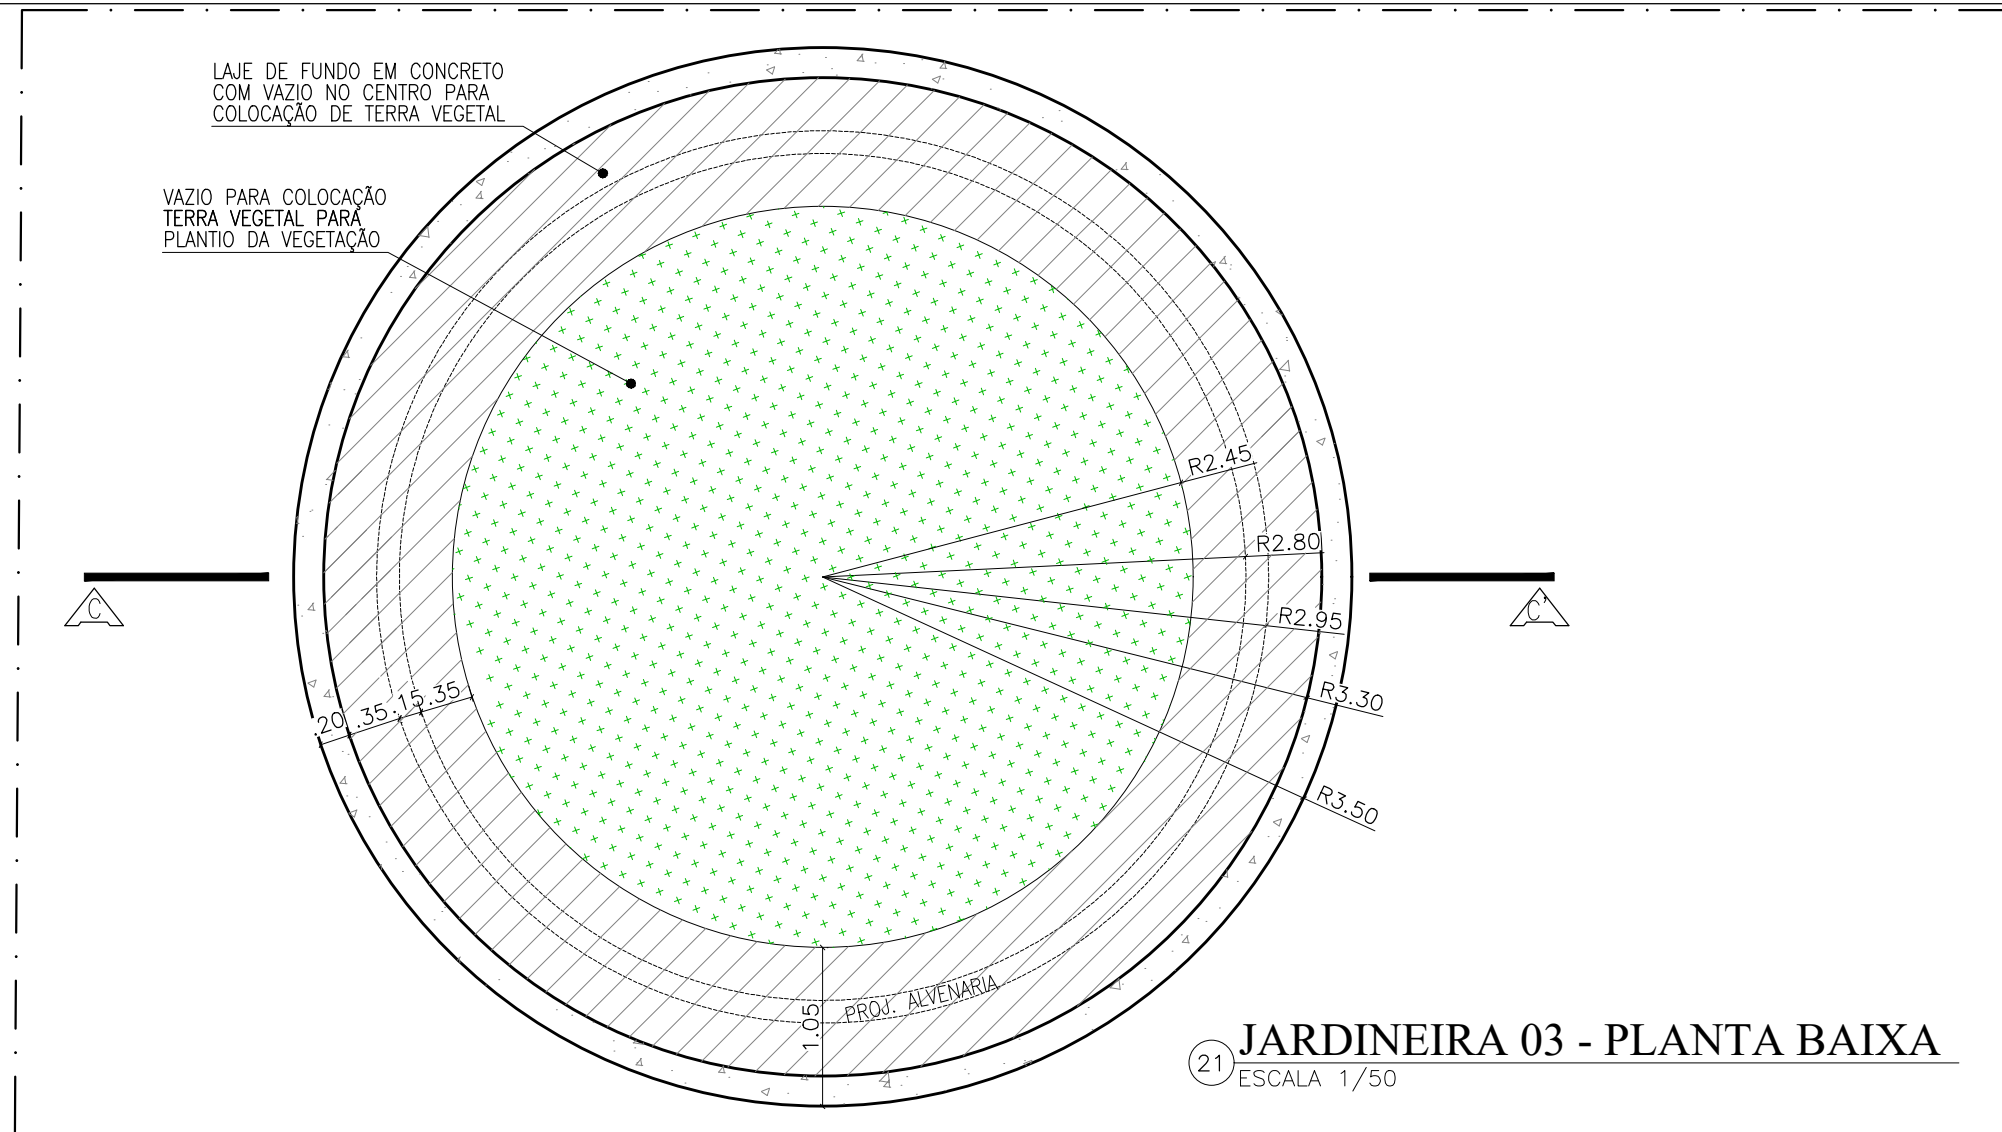 LAJE DE FUNDO EM CONCRETO
COM VAZIO NO CENTRO PARA
COLOCAÇÃO DE TERRA VEGETAL
VAZIO PARA COLOCAÇÃO
TERRA VEGETAL PARA
PLANTIO DA VEGETAÇÃO
R2.45
R2.80
R2.95
R3.30
R3.50
C
C'
.20 .35 .15 .35
1.05
PROJ. ALVENARIA
21
JARDINEIRA 03 - PLANTA BAIXA
ESCALA 1/50